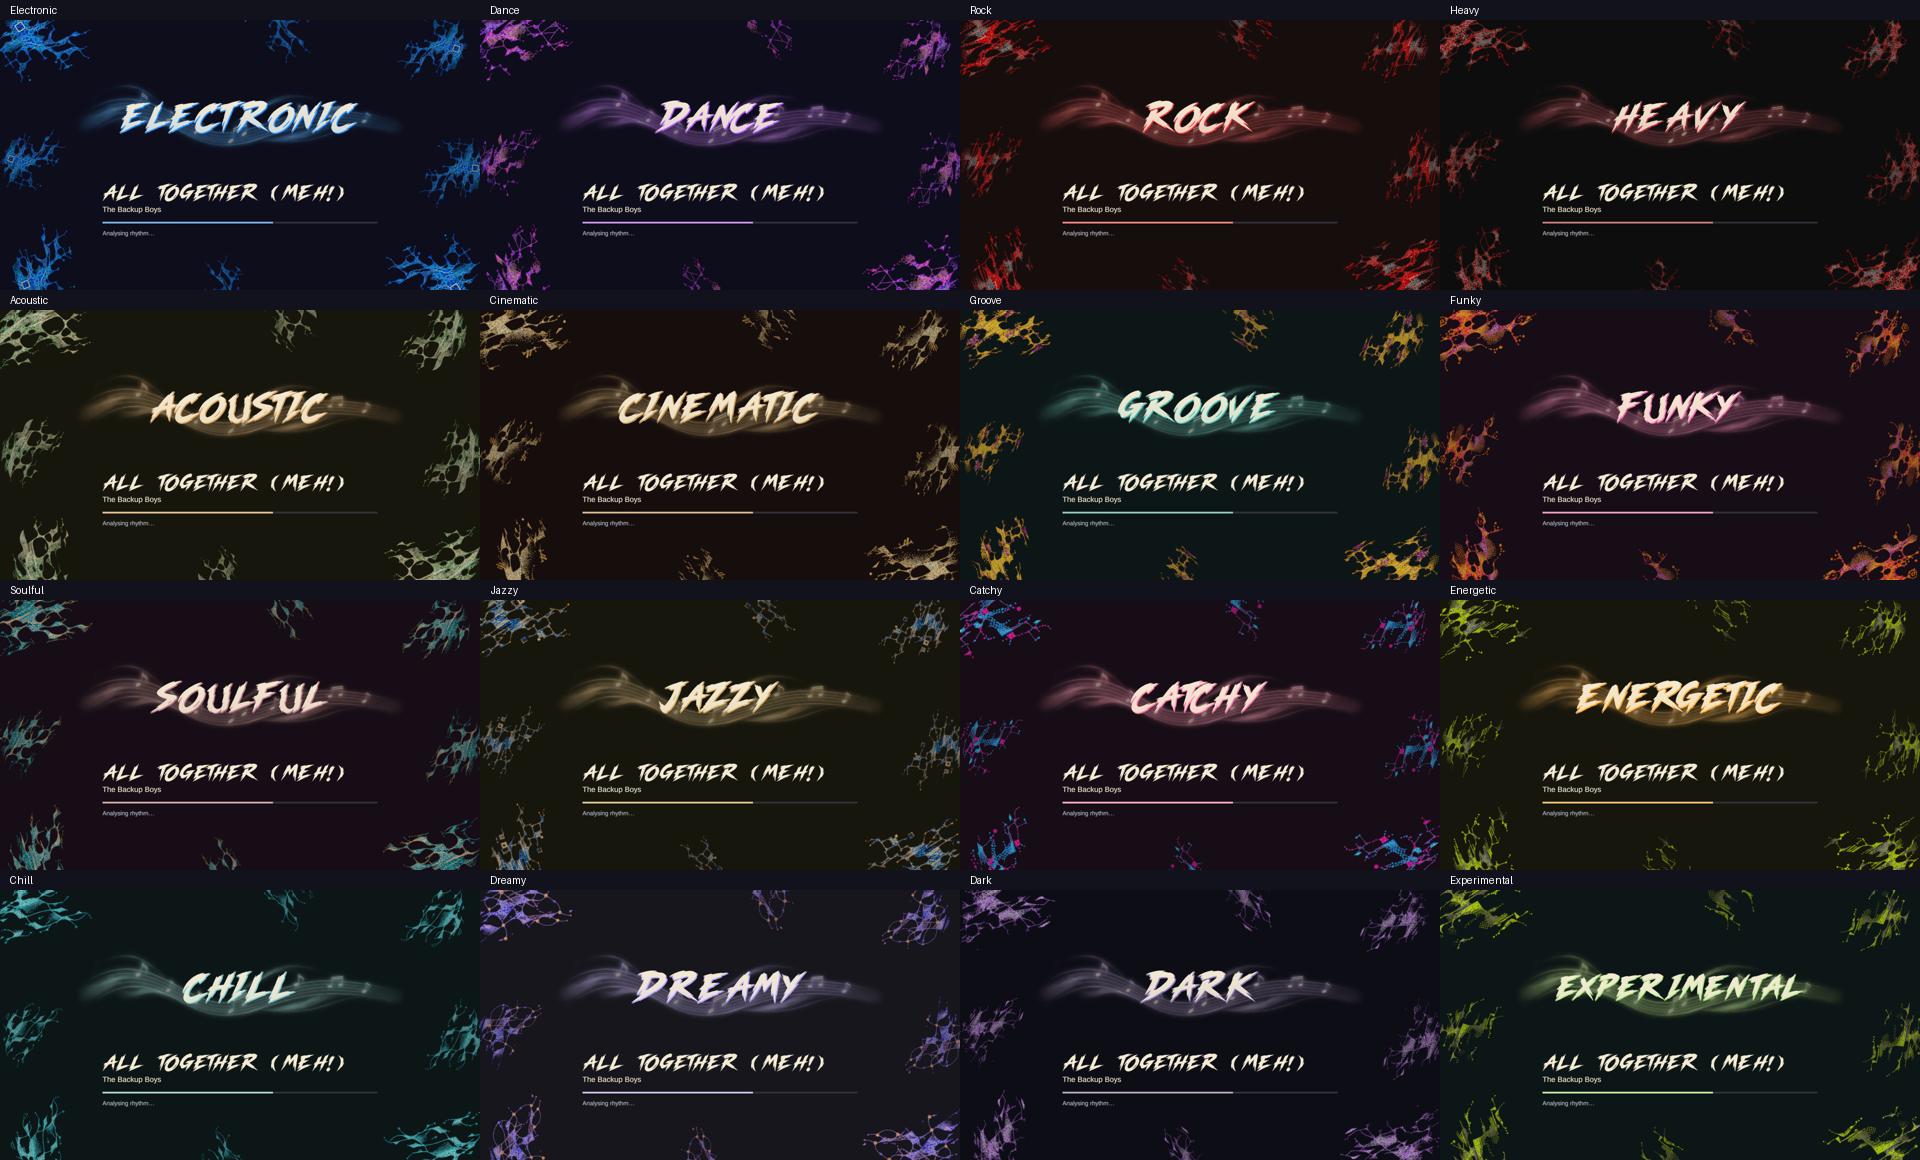 Electronic
ELECTRONIC
ALL TOGETHER (MEH!)
The Backup Boys
Analysing rhythm...
Dance
DANCE
ALL TOGETHER (MEH!)
The Backup Boys
Analysing rhythm...
Rock
ROCK
ALL TOGETHER (MEH!)
The Backup Boys
Analysing rhythm...
Heavy
HEAVY
ALL TOGETHER (MEH!)
The Backup Boys
Analysing rhythm...
Acoustic
ACOUSTIC
ALL TOGETHER (MEH!)
The Backup Boys
Analysing rhythm...
Cinematic
CINEMATIC
ALL TOGETHER (MEH!)
The Backup Boys
Analysing rhythm...
Groove
GROOVE
ALL TOGETHER (MEH!)
The Backup Boys
Analysing rhythm...
Funky
FUNKY
ALL TOGETHER (MEH!)
The Backup Boys
Analysing rhythm...
Soulful
SOULFUL
ALL TOGETHER (MEH!)
The Backup Boys
Analysing rhythm...
Jazzy
JAZZY
ALL TOGETHER (MEH!)
The Backup Boys
Analysing rhythm...
Catchy
CATCHY
ALL TOGETHER (MEH!)
The Backup Boys
Analysing rhythm...
Energetic
ENERGETIC
ALL TOGETHER (MEH!)
The Backup Boys
Analysing rhythm...
Chill
CHILL
ALL TOGETHER (MEH!)
The Backup Boys
Analysing rhythm...
Dreamy
DREAMY
ALL TOGETHER (MEH!)
The Backup Boys
Analysing rhythm...
Dark
DARK
ALL TOGETHER (MEH!)
The Backup Boys
Analysing rhythm...
Experimental
EXPERIMENTAL
ALL TOGETHER (MEH!)
The Backup Boys
Analysing rhythm...